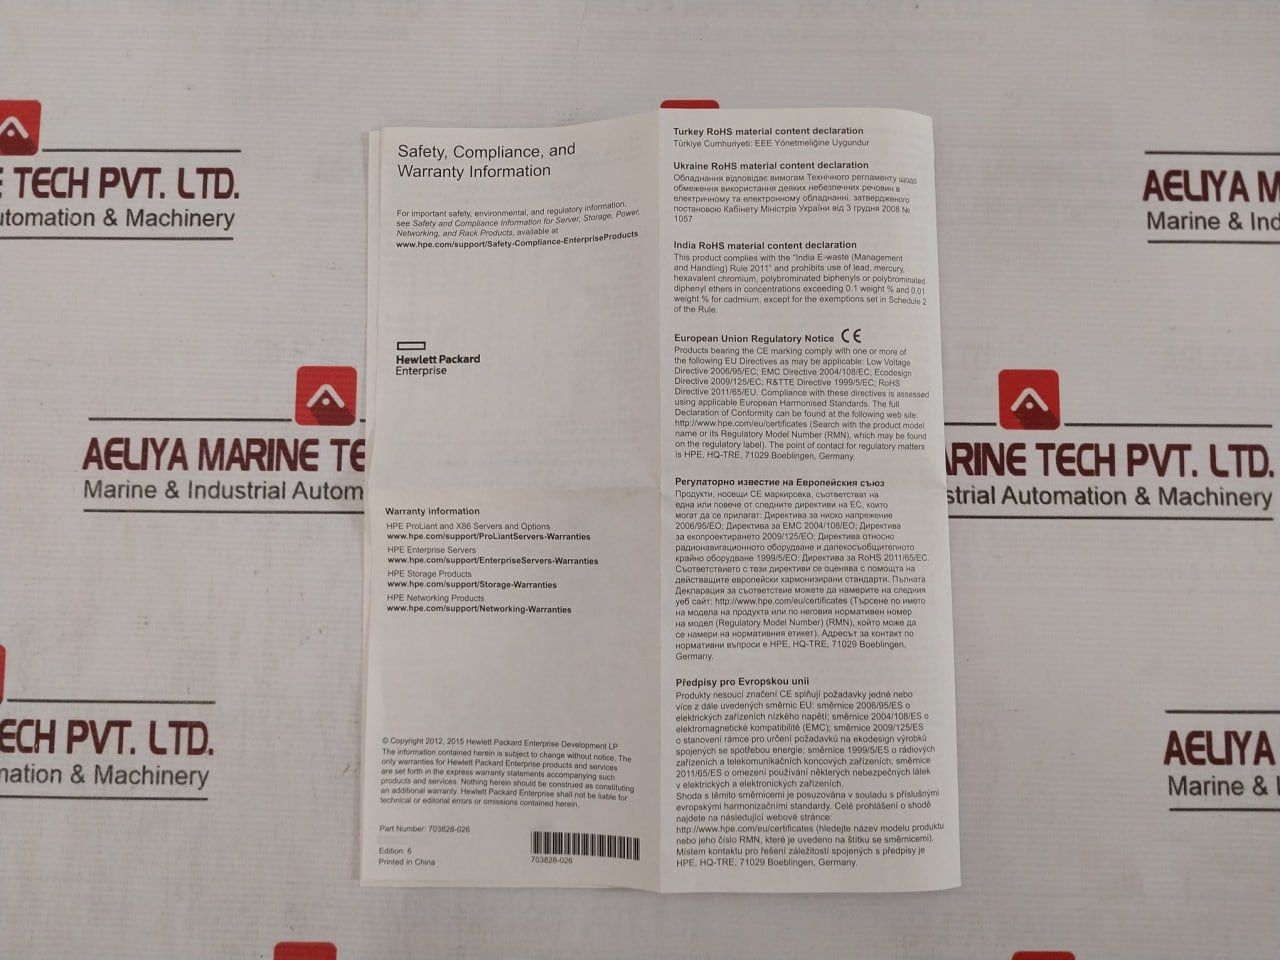 Safety, Compliance, and
Warranty Information
For important safety, environmental, and regulatory information,
see Safety and Compliance Information for Server, Storage, Power,
Networking, and Rack Products, available at
www.hpe.com/support/Safety-Compliance-EnterpriseProducts
Hewlett Packard
Enterprise
Warranty information
HPE ProLiant and X86 Servers and Options
www.hpe.com/support/ProLiantServers-Warranties
HPE Enterprise Servers
www.hpe.com/support/EnterpriseServers-Warranties
HPE Storage Products
www.hpe.com/support/Storage-Warranties
HPE Networking Products
www.hpe.com/support/Networking-Warranties
© Copyright 2012, 2015 Hewlett Packard Enterprise Development LP
The information contained herein is subject to change without notice. The
only warranties for Hewlett Packard Enterprise products and services
are set forth in the express warranty statements accompanying such
products and services. Nothing herein should be construed as constituting
an additional warranty. Hewlett Packard Enterprise shall not be liable for
technical or editorial errors or omissions contained herein.
Part Number: 703828-026
Edition: 6
Printed in China
703828-026
Turkey RoHS material content declaration
Türkiye Cumhuriyeti: EEE Yönetmeliğine Uygundur
Ukraine RoHS material content declaration
Обладнання відповідає вимогам Технічного регламенту щодо
обмеження використання деяких небезпечних речовин в
електричному та електронному обладнанні, затвердженого
постановою Кабінету Міністрів України від 3 грудня 2008 №
1057
India RoHS material content declaration
This product complies with the "India E-waste (Management
and Handling) Rule 2011" and prohibits use of lead, mercury,
hexavalent chromium, polybrominated biphenyls or polybrominated
diphenyl ethers in concentrations exceeding 0.1 weight % and 0.01
weight % for cadmium, except for the exemptions set in Schedule 2
of the Rule.
European Union Regulatory Notice CE
Products bearing the CE marking comply with one or more of
the following EU Directives as may be applicable: Low Voltage
Directive 2006/95/EC; EMC Directive 2004/108/EC; Ecodesign
Directive 2009/125/EC; R&TTE Directive 1999/5/EC; RoHS
Directive 2011/65/EU. Compliance with these directives is assessed
using applicable European Harmonised Standards. The full
Declaration of Conformity can be found at the following web site:
http://www.hpe.com/eu/certificates (Search with the product model
name or its Regulatory Model Number (RMN), which may be found
on the regulatory label). The point of contact for regulatory matters
is HPE, HQ-TRE, 71029 Boeblingen, Germany.
Регулаторно известие на Европейския съюз
Продукти, носещи CE маркировка, съответстват на
една или повече от следните директиви на ЕС, които
могат да се прилагат: Директива за ниско напрежение
2006/95/ЕО; Директива за EMC 2004/108/ЕО; Директива
за екопроектирането 2009/125/ЕО; Директива относно
радионавигационното оборудване и далекосъобщителното
крайно оборудване 1999/5/ЕО; Директива за RoHS 2011/65/ЕС.
Съответствието с тези директиви се оценява с помощта на
действащите европейски хармонизирани стандарти. Пълната
Декларация за съответствие можете да намерите на следния
уеб сайт: http://www.hpe.com/eu/certificates (Търсене по името
на модела на продукта или по неговия нормативен номер
на модел (Regulatory Model Number) (RMN), който може да
се намери на нормативния етикет). Адресът за контакт по
нормативни въпроси е HPE, HQ-TRE, 71029 Boeblingen,
Germany.
Předpisy pro Evropskou unii
Produkty nesoucí značení CE splňují požadavky jedné nebo
více z dále uvedených směrnic EU: směrnice 2006/95/ES o
elektrických zařízeních nízkého napětí; směrnice 2004/108/ES o
elektromagnetické kompatibilitě (EMC); směrnice 2009/125/ES
o stanovení rámce pro určení požadavků na ekodesign výrobků
spojených se spotřebou energie; směrnice 1999/5/ES o rádiových
zařízeních a telekomunikačních koncových zařízeních; směrnice
2011/65/ES o omezení používání některých nebezpečných látek
v elektrických a elektronických zařízeních.
Shoda s těmito směrnicemi je posuzována v souladu s příslušnými
evropskými harmonizačními standardy. Celé prohlášení o shodě
najdete na následující webové stránce:
http://www.hpe.com/eu/certificates (hledejte název modelu produktu
nebo jeho číslo RMN, které je uvedeno na štítku se směrnicemi).
Místem kontaktu pro řešení záležitostí spojených s předpisy je
HPE, HQ-TRE, 71029 Boeblingen, Germany.
E TECH PVT. LTD.
utomation & Machinery
AELIYA M
Marine & Ind
AELIYA MARINE TE
Marine & Industrial Autom
ARINE TECH PVT. LTD.
strial Automation & Machinery
ECH PVT. LTD.
mation & Machinery
AELIYA
Marine & I